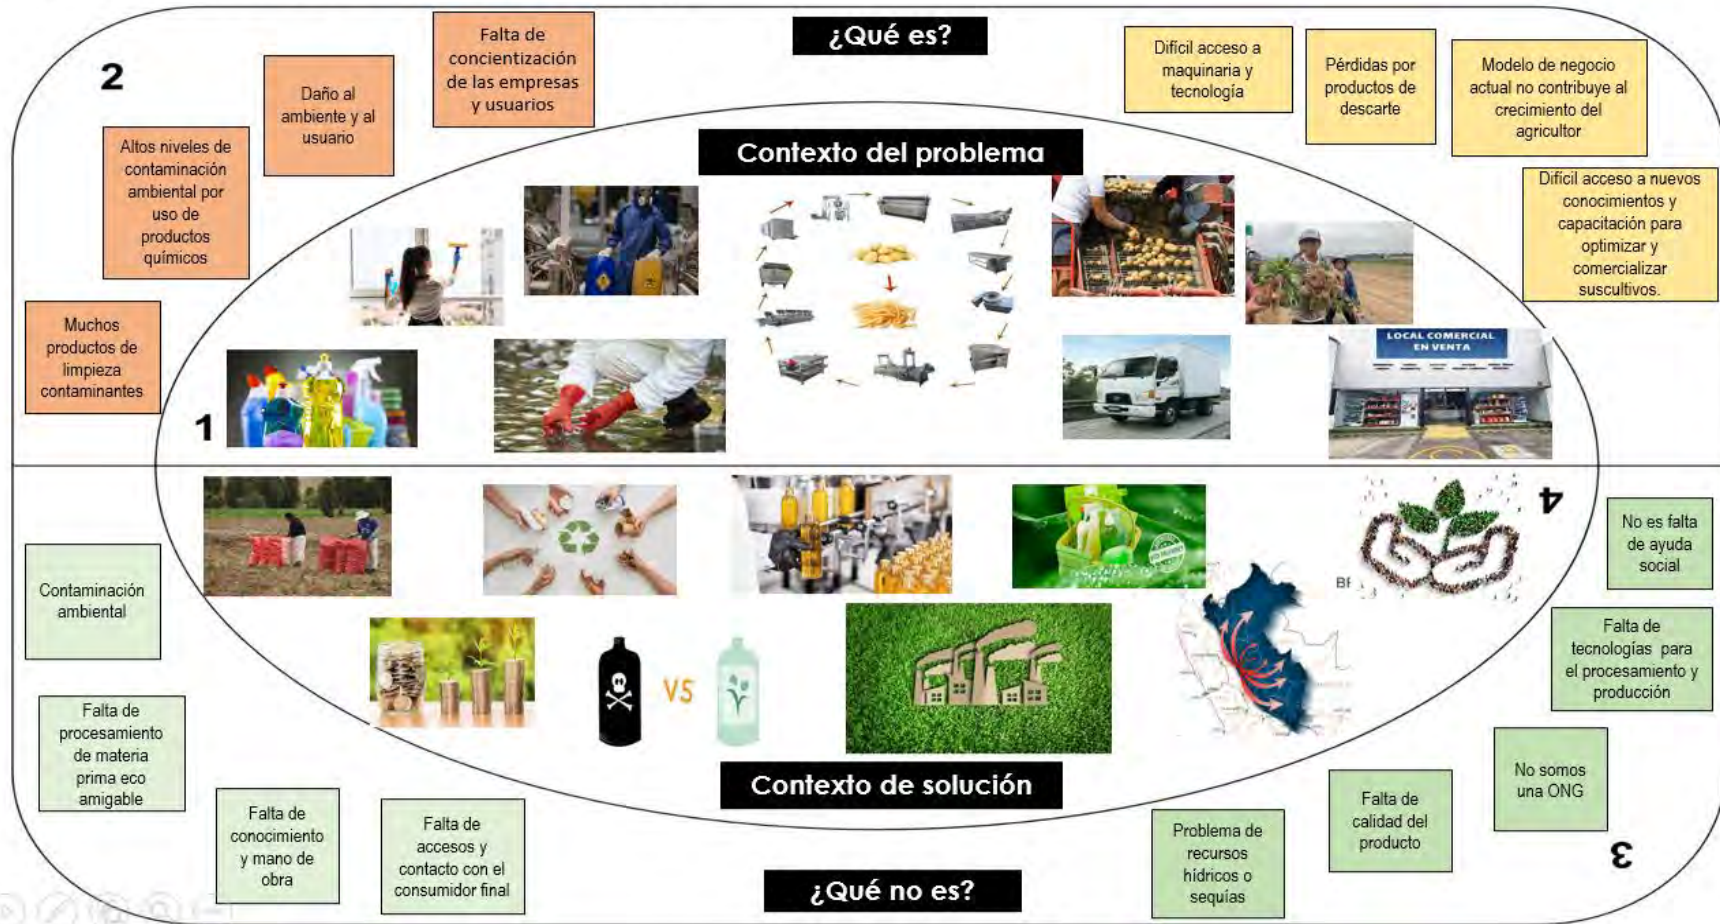 ¿Qué es?
2
Falta de
concientización
de las empresas
y usuarios
Daño al
ambiente y al
usuario
Altos niveles de
contaminación
ambiental por
uso de
productos
químicos
Muchos
productos de
limpieza
contaminantes
Difícil acceso a
maquinaria y
tecnología
Pérdidas por
productos de
descarte
Modelo de negocio
actual no contribuye al
crecimiento del
agricultor
Difícil acceso a nuevos
conocimientos y
capacitación para
optimizar y
comercializar
suscultivos.
Contexto del problema
1
LOCAL COMERCIAL
EN VENTA
4
VS
BF
Contexto de solución
Contaminación
ambiental
Falta de
procesamiento
de materia
prima eco
amigable
Falta de
conocimiento
y mano de
obra
Falta de
accesos y
contacto con el
consumidor final
No es falta
de ayuda
social
Falta de
tecnologías para
el procesamiento y
producción
No somos
una ONG
Falta de
calidad del
producto
Problema de
recursos
hídricos o
sequías
3
¿Qué no es?